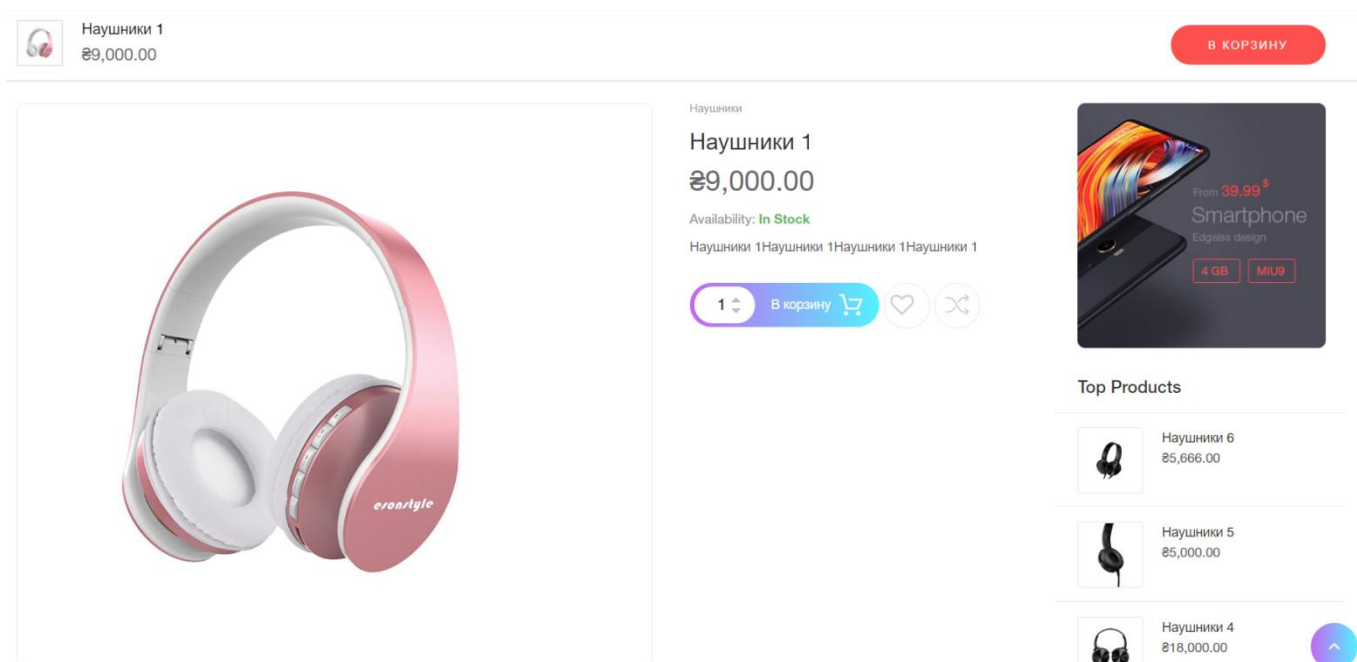 Наушники 1
₴9,000.00
В КОРЗИНУ
Наушники
Наушники 1
₴9,000.00
Availability: In Stock
Наушники 1Наушники 1Наушники 1Наушники 1
1 В корзину
esonstyle
From 39.99 $
Smartphone
Edgelss design
4 GB MIU9
Top Products
Наушники 6
₴5,666.00
Наушники 5
₴5,000.00
Наушники 4
₴18,000.00